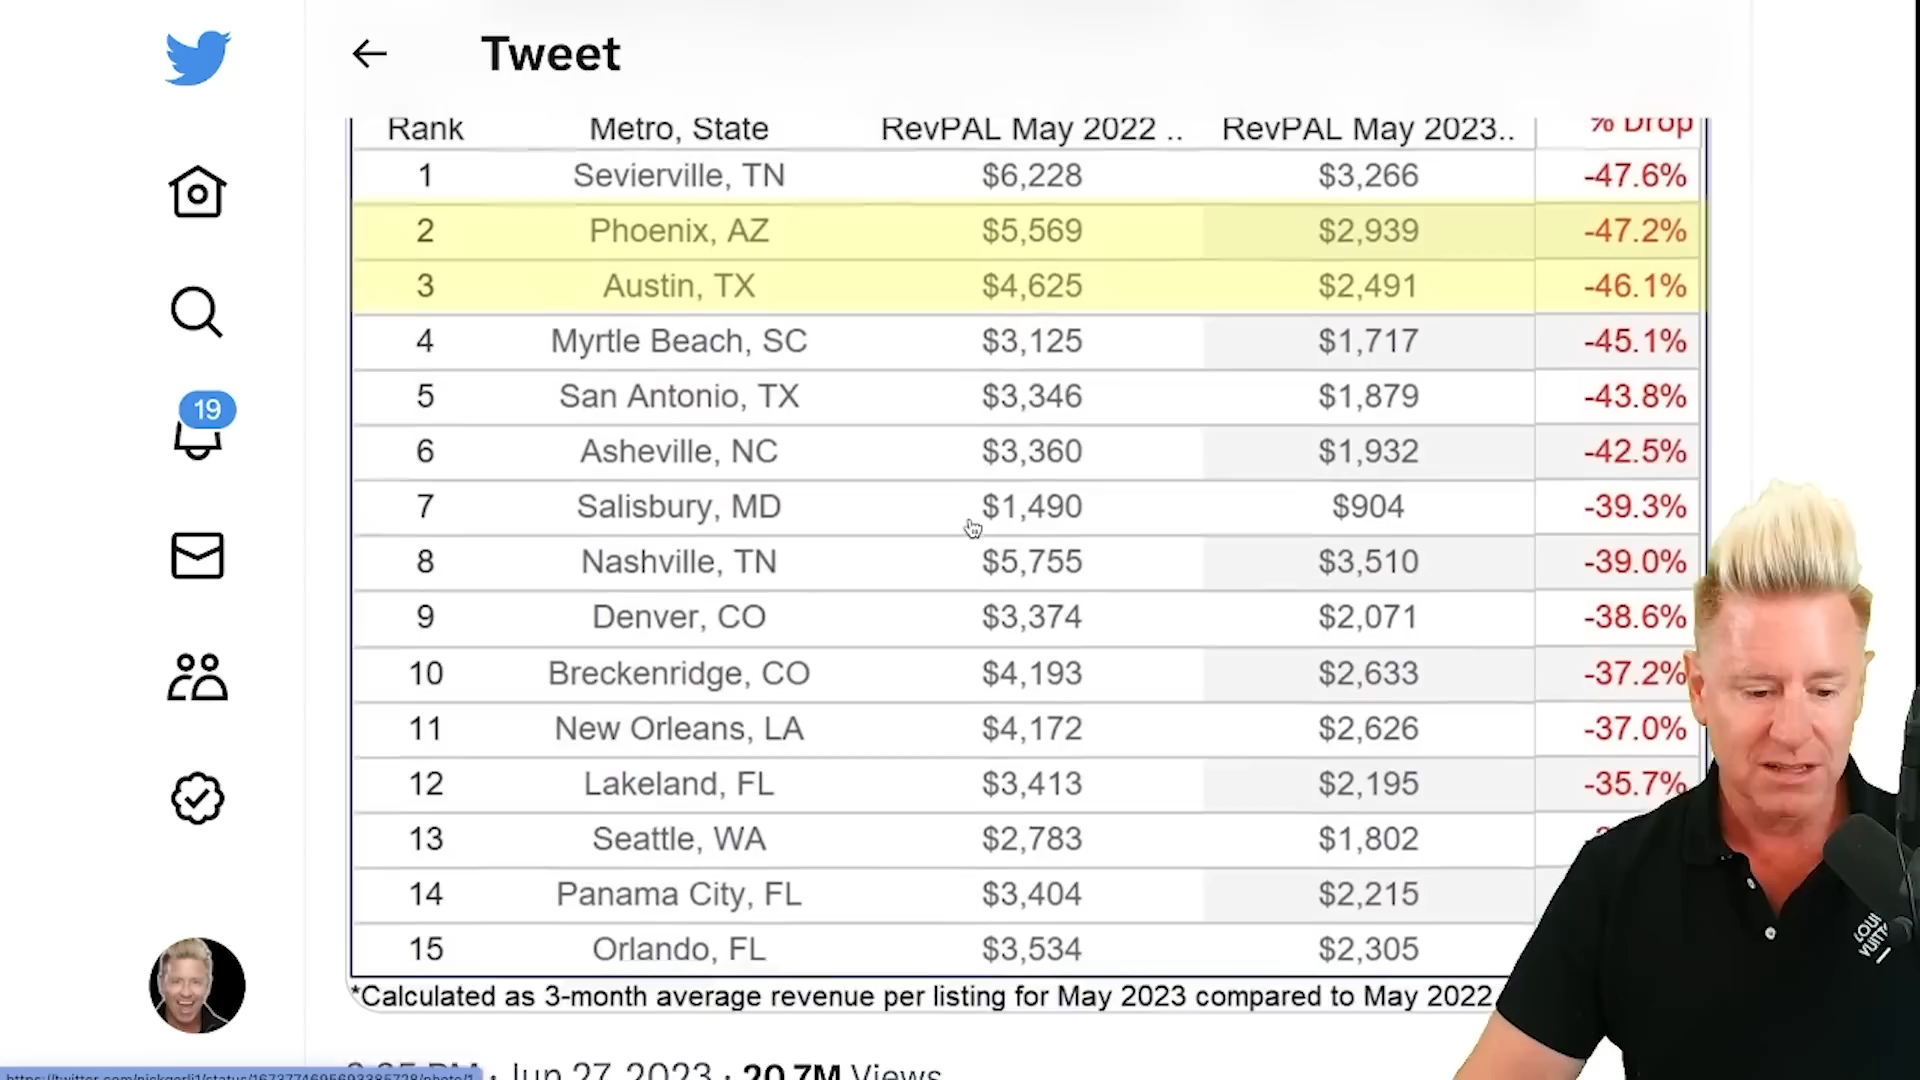 Tweet
Rank Metro, State RevPAL May 2022 .. RevPAL May 2023.. % Drop
1 Sevierville, TN $6,228 $3,266 -47.6%
2 Phoenix, AZ $5,569 $2,939 -47.2%
3 Austin, TX $4,625 $2,491 -46.1%
4 Myrtle Beach, SC $3,125 $1,717 -45.1%
5 San Antonio, TX $3,346 $1,879 -43.8%
19
6 Asheville, NC $3,360 $1,932 -42.5%
7 Salisbury, MD $1,490 $904 -39.3%
8 Nashville, TN $5,755 $3,510 -39.0%
9 Denver, CO $3,374 $2,071 -38.6%
10 Breckenridge, CO $4,193 $2,633 -37.2%
11 New Orleans, LA $4,172 $2,626 -37.0%
12 Lakeland, FL $3,413 $2,195 -35.7%
13 Seattle, WA $2,783 $1,802
14 Panama City, FL $3,404 $2,215
15 Orlando, FL $3,534 $2,305
*Calculated as 3-month average revenue per listing for May 2023 compared to May 2022
PM · Jun 27, 2023 · 20.7M Views